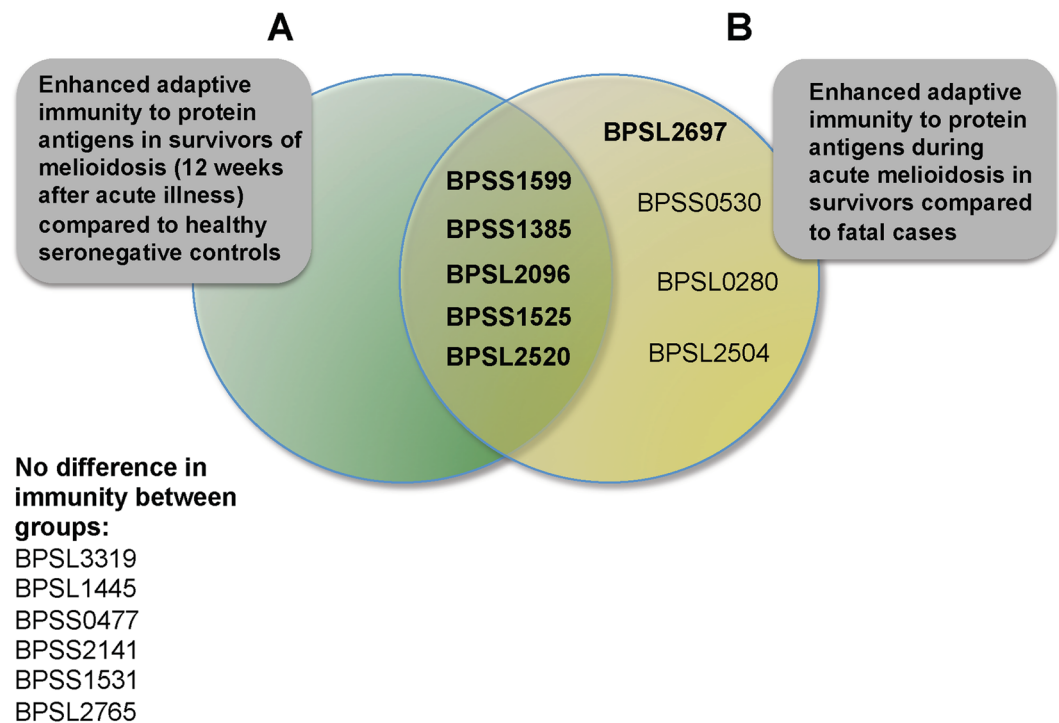 A
B
Enhanced adaptive
immunity to protein
antigens in survivors of
melioidosis (12 weeks
after acute illness)
compared to healthy
seronegative controls
BPSS1599
BPSS1385
BPSL2096
BPSS1525
BPSL2520
BPSL2697
BPSS0530
BPSL0280
BPSL2504
Enhanced adaptive
immunity to protein
antigens during
acute melioidosis in
survivors compared
to fatal cases
No difference in
immunity between
groups:
BPSL3319
BPSL1445
BPSS0477
BPSS2141
BPSS1531
BPSL2765